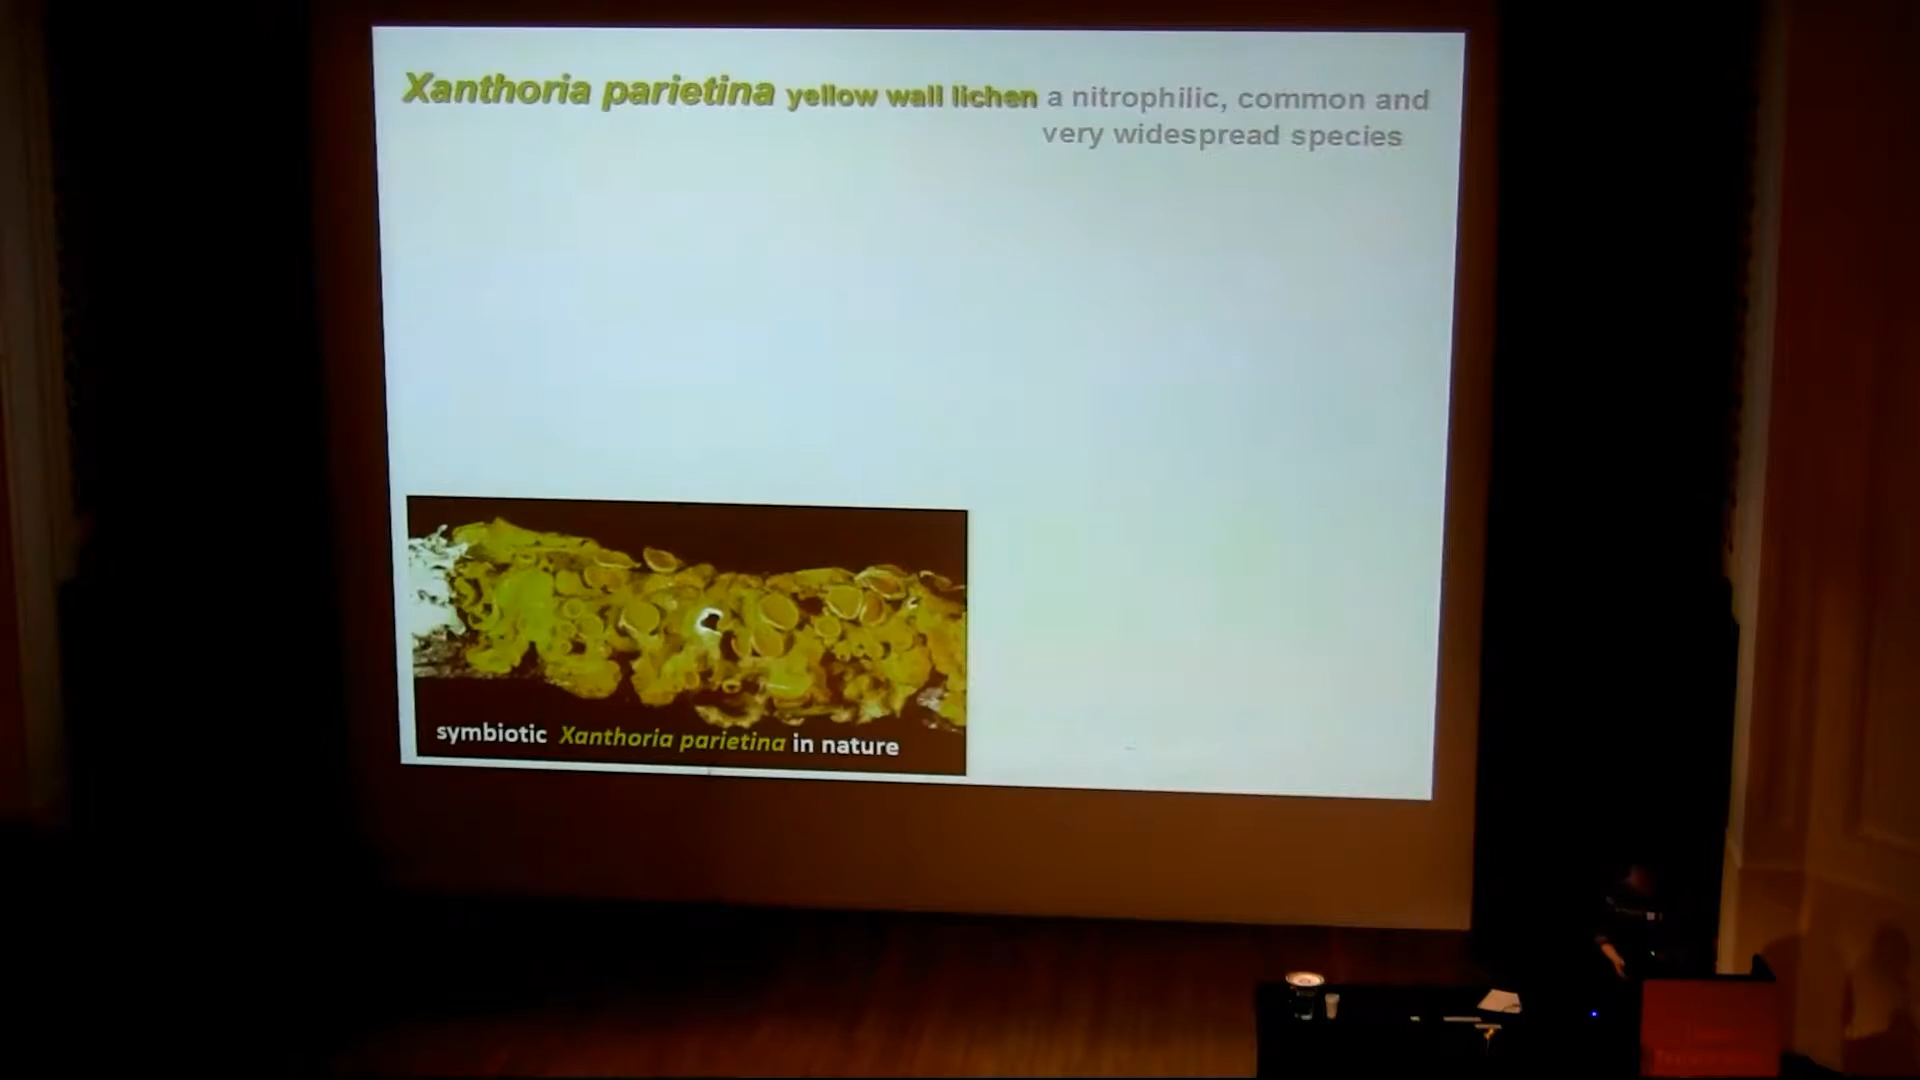 Xanthoria parietina yellow wall lichen a nitrophilic, common and
very widespread species
symbiotic Xanthoria parietina in nature